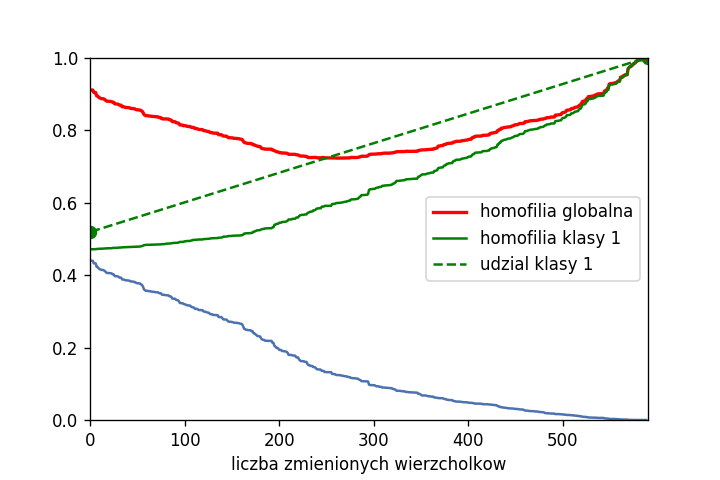 1.0
0.8
0.6
0.4
0.2
0.0
homofilia globalna
homofilia klasy 1
udzial klasy 1
0 100 200 300 400 500
liczba zmienionych wierzcholkow